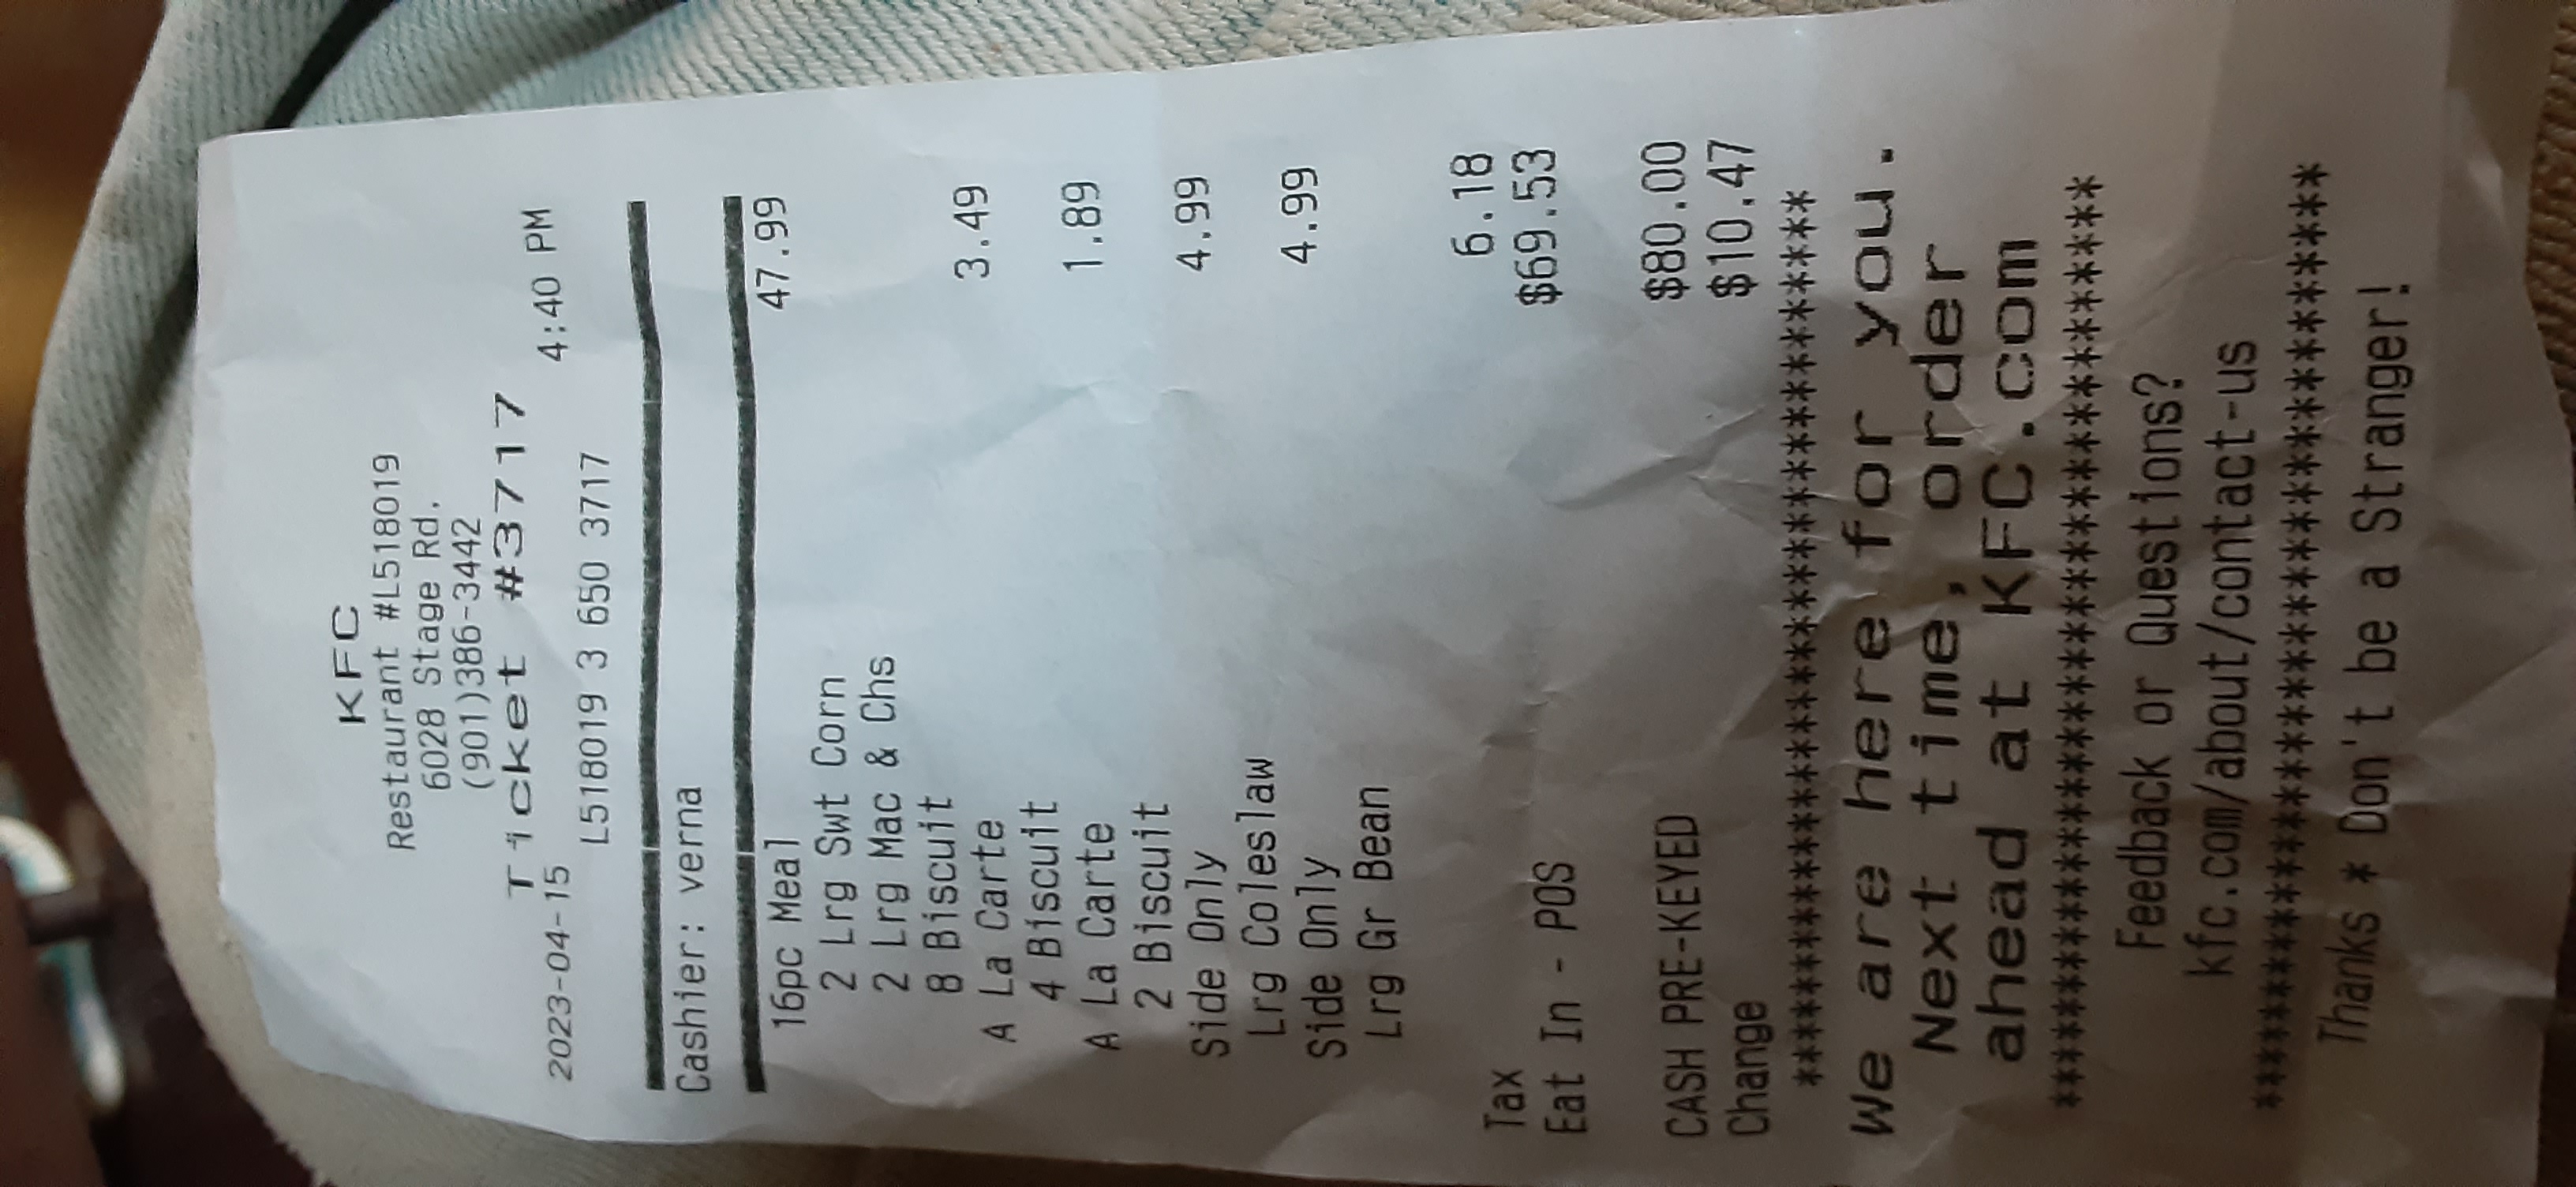 KFC
Restaurant #L518019
6028 Stage Rd.
(901)386-3442
Ticket #3717
2023-04-15 4:40 PM
L518019 3 650 3717
Cashier: verna
16pc Meal 47.99
2 Lrg Swt Corn
2 Lrg Mac & Chs
8 Biscuit
A La Carte 3.49
4 Biscuit
A La Carte 1.89
2 Biscuit
Side Only 4.99
Lrg Coleslaw
Side Only 4.99
Lrg Gr Bean
Tax 6.18
Eat In - POS $69.53
CASH PRE-KEYED $80.00
Change $10.47
******************************
We are here for you.
Next time, order
ahead at KFC.com
******************************
Feedback or Questions?
kfc.com/about/contact-us
******************************
Thanks * Don't be a Stranger!